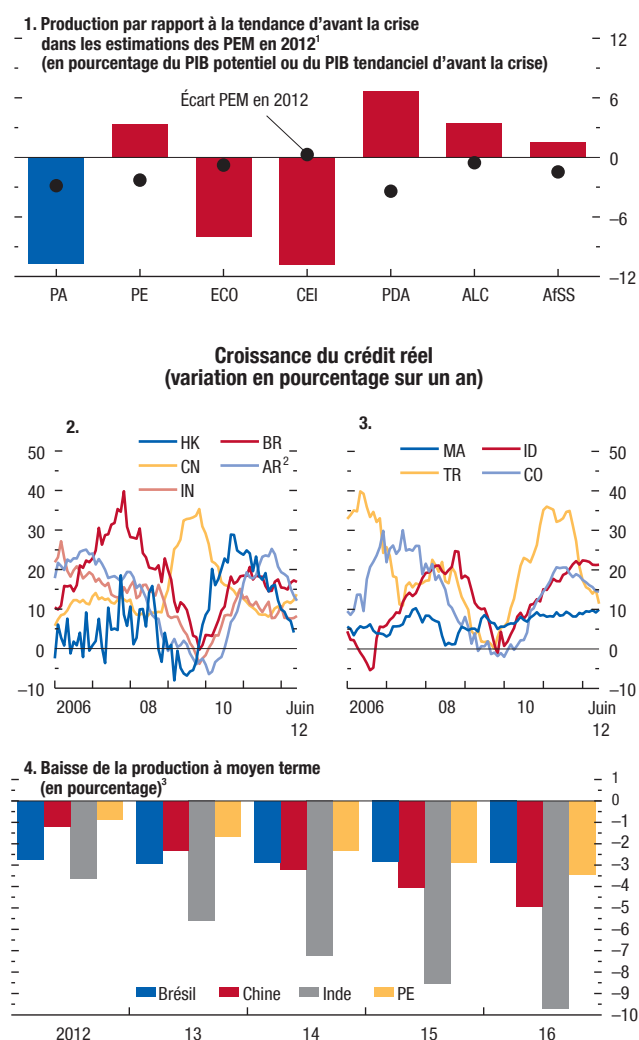 1. Production par rapport à la tendance d’avant la crise
dans les estimations des PEM en 2012¹
(en pourcentage du PIB potentiel ou du PIB tendanciel d’avant la crise)
12
6
0
–6
–12
Écart PEM en 2012
PA PE ECO CEI PDA ALC AfSS
Croissance du crédit réel
(variation en pourcentage sur un an)
2.
HK BR
CN AR²
IN
50
40
30
20
10
0
–10
2006 08 10 Juin
12
3.
MA ID
TR CO
50
40
30
20
10
0
–10
2006 08 10 Juin
12
4. Baisse de la production à moyen terme
(en pourcentage)³
1
0
–1
–2
–3
–4
–5
–6
–7
–8
–9
–10
Brésil Chine Inde PE
2012 13 14 15 16